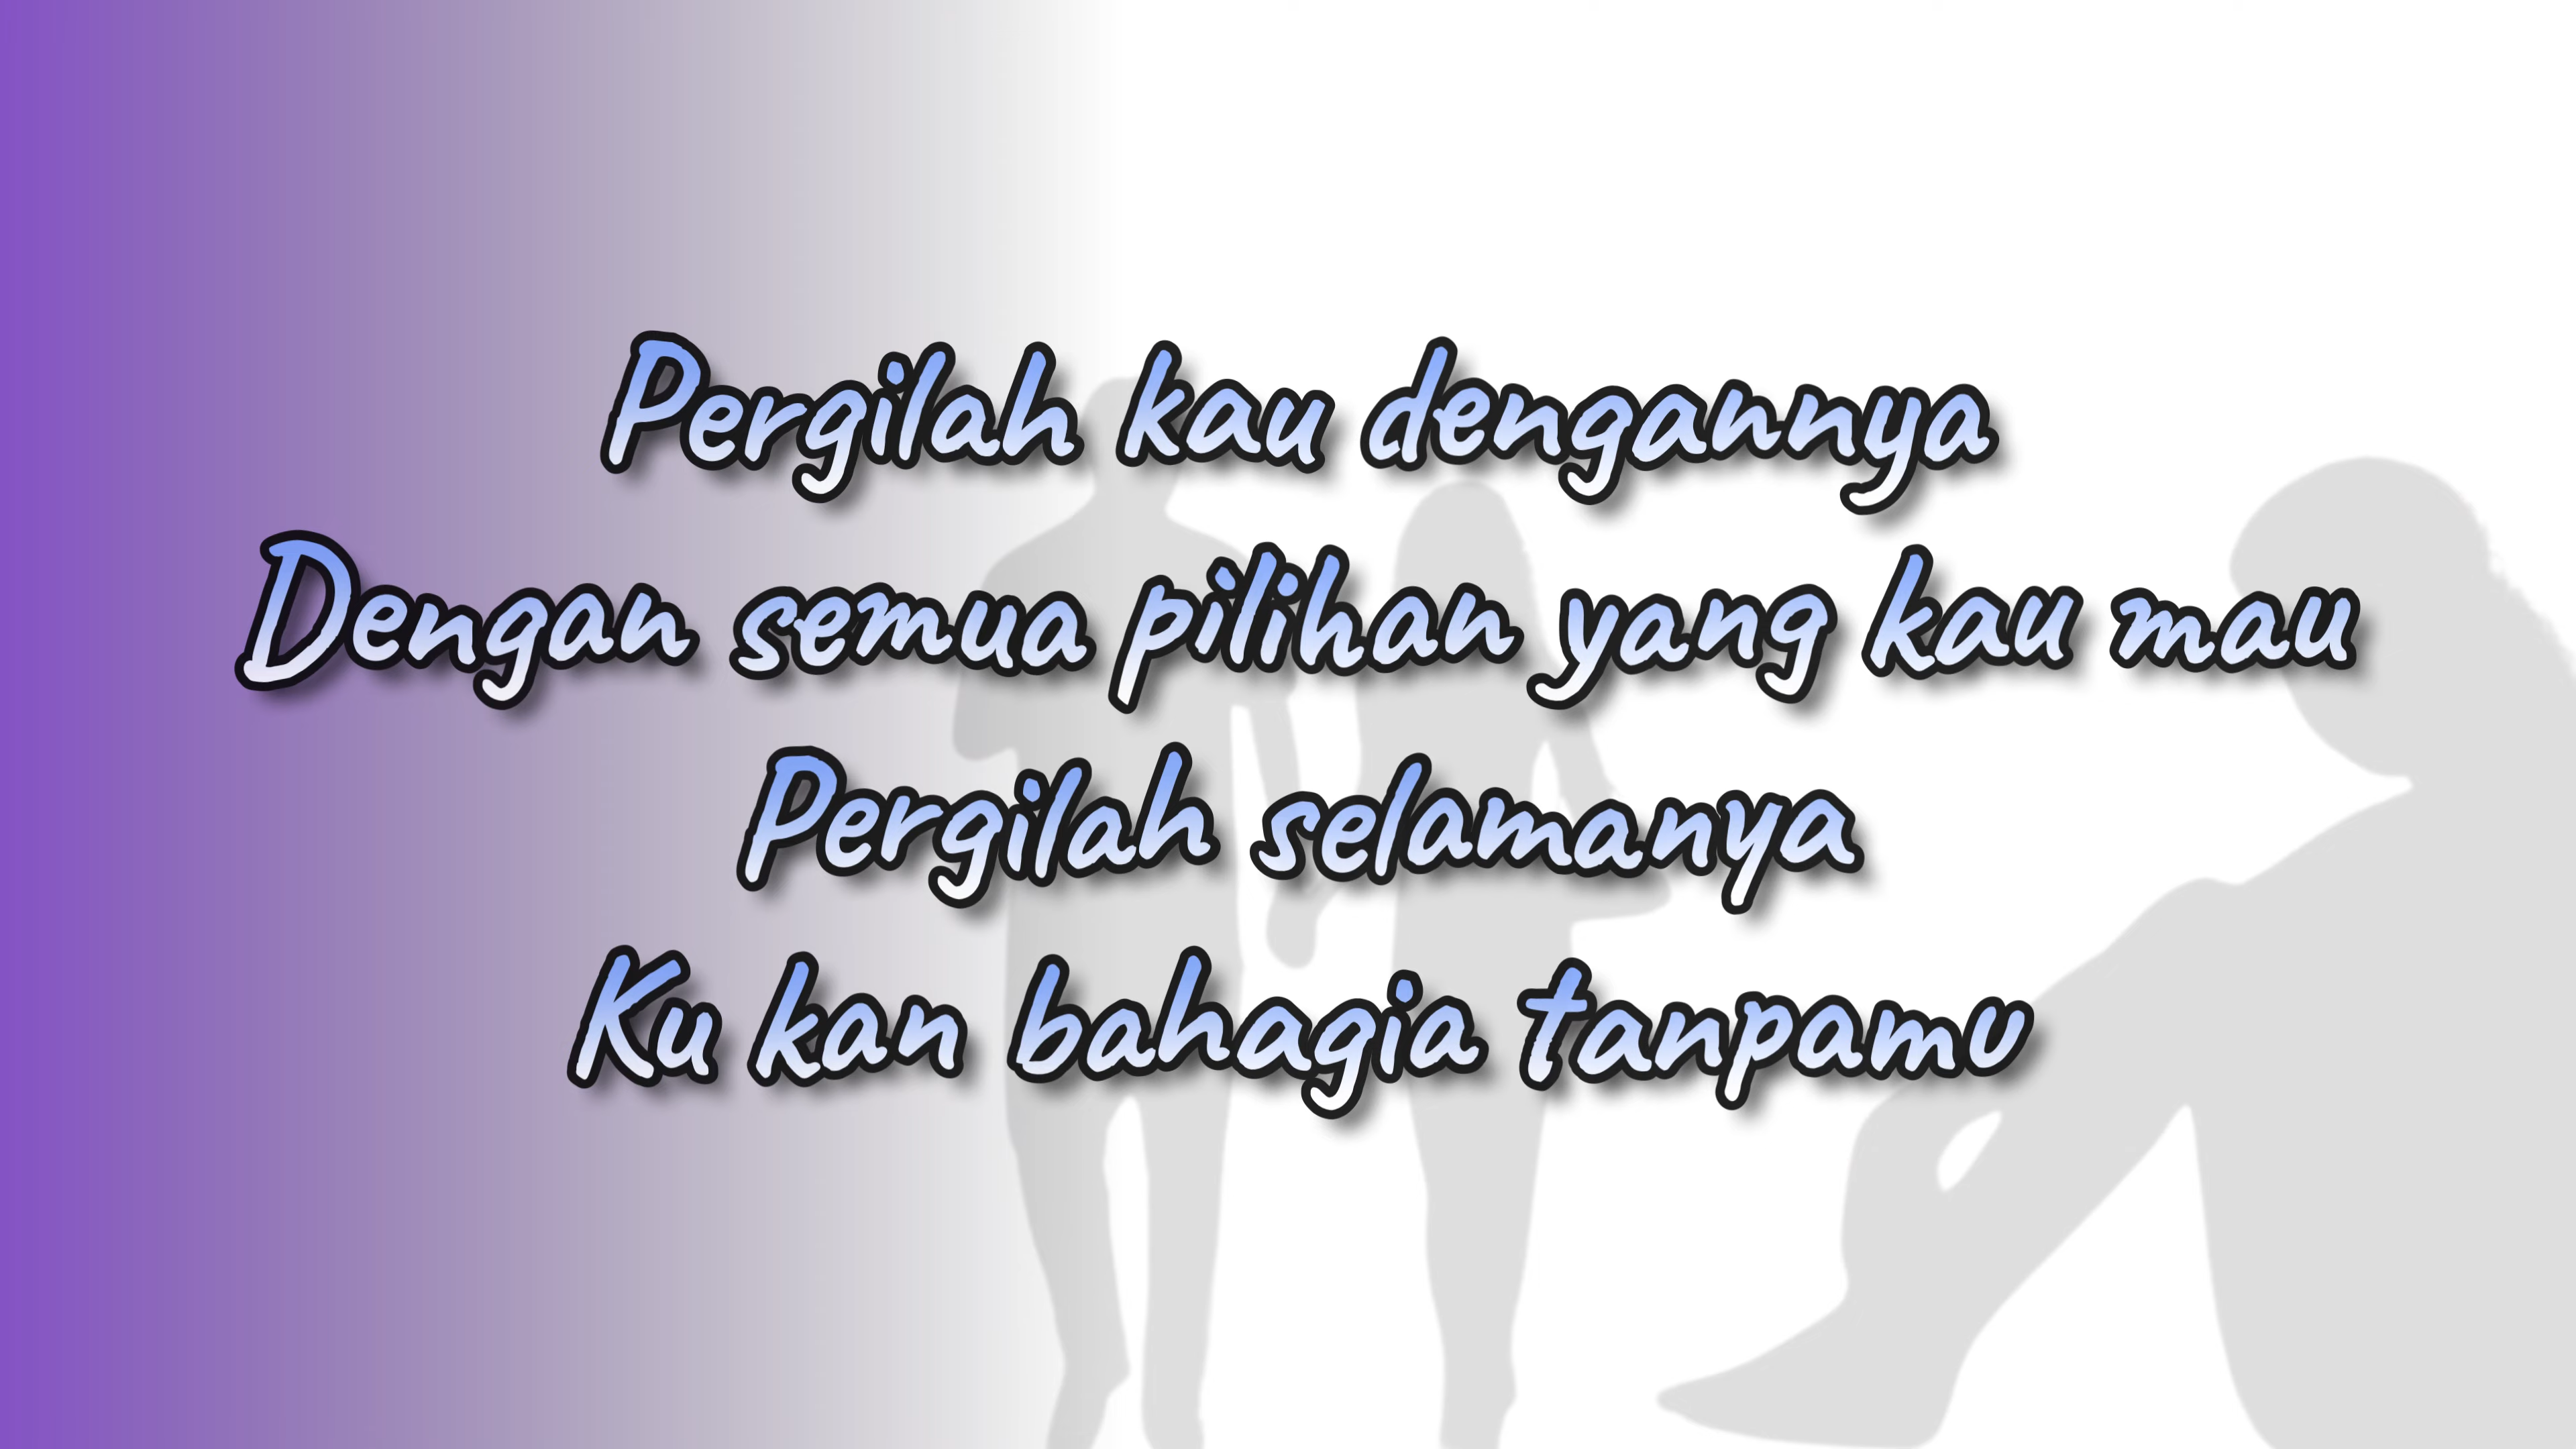 Pergilah kau dengannya
Dengan semua pilihan yang kau mau
Pergilah selamanya
Ku kan bahagia tanpamu